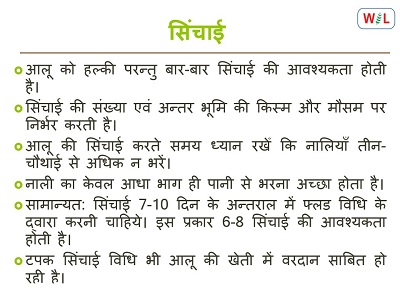 सिंचाई
W L
आलू को हल्की परन्तु बार-बार सिंचाई की आवश्यकता होती
है।
सिंचाई की संख्या एवं अन्तर भूमि की किस्म और मौसम पर
निर्भर करती है।
आलू की सिंचाई करते समय ध्यान रखें कि नालियाँ तीन-
चौथाई से अधिक न भरें।
नाली का केवल आधा भाग ही पानी से भरना अच्छा होता है।
सामान्यत: सिंचाई 7-10 दिन के अन्तराल में फ्लड विधि के
द्वारा करनी चाहिये। इस प्रकार 6-8 सिंचाई की आवश्यकता
होती है।
टपक सिंचाई विधि भी आलू की खेती में वरदान साबित हो
रही है।